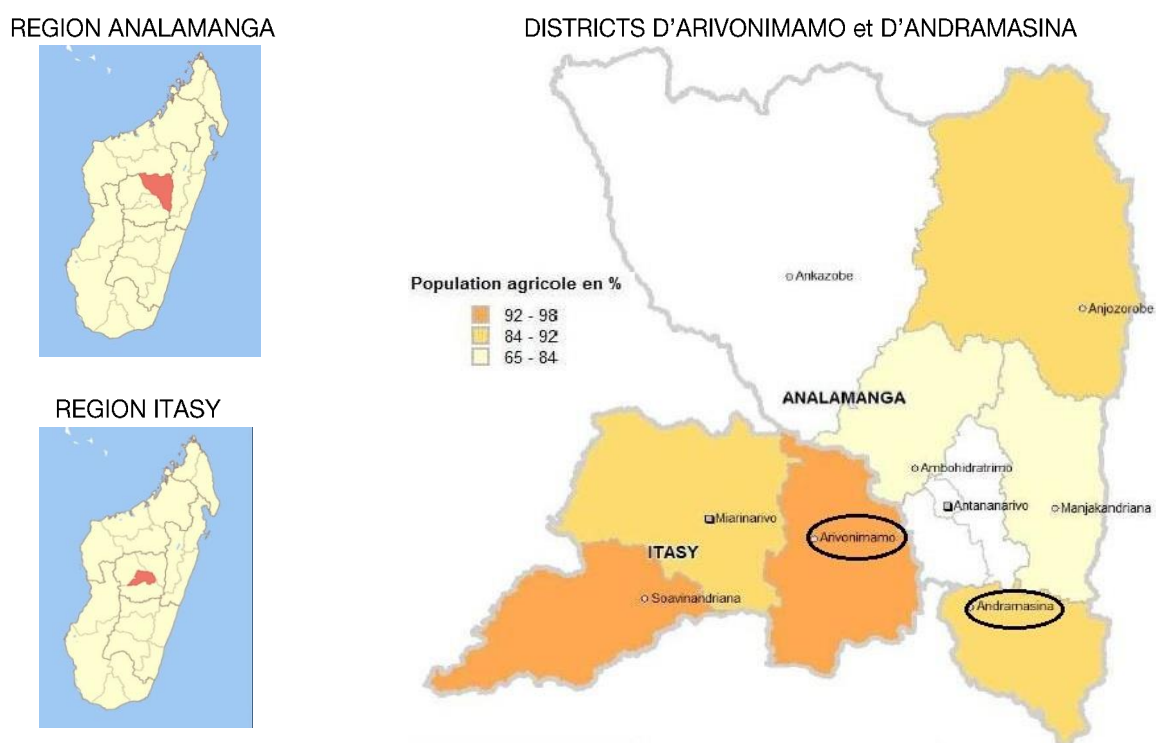 REGION ANALAMANGA
DISTRICTS D'ARIVONIMAMO et D'ANDRAMASINA
Ankazobe
Population agricole en %
92 - 98
84 - 92
65 - 84
Anjozorobe
REGION ITASY
ANALAMANGA
Ambohidratrimo
Antananarivo
Manjakandriana
Miarinarivo
Arivonimamo
ITASY
Soavinandriana
Andramasina